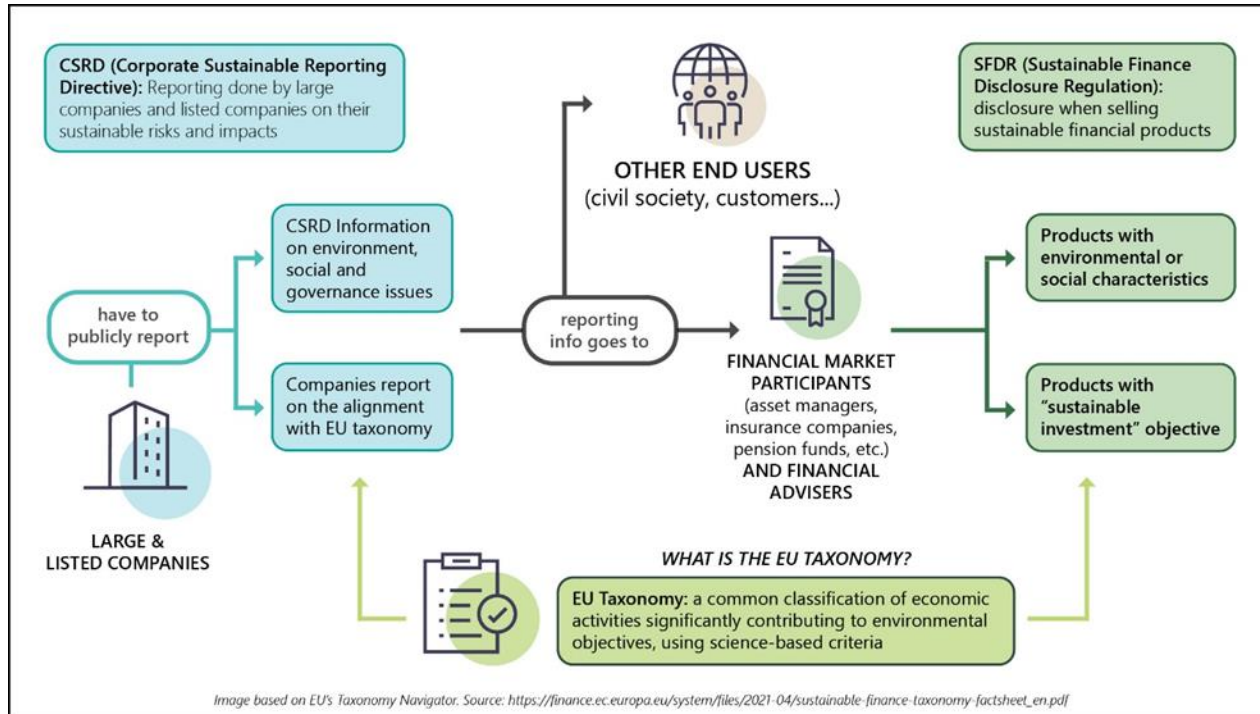 CSRD (Corporate Sustainable Reporting
Directive): Reporting done by large
companies and listed companies on their
sustainable risks and impacts
OTHER END USERS
(civil society, customers...)
SFDR (Sustainable Finance
Disclosure Regulation):
disclosure when selling
sustainable financial products
have to
publicly report
LARGE &
LISTED COMPANIES
CSRD Information
on environment,
social and
governance issues
Companies report
on the alignment
with EU taxonomy
reporting
info goes to
FINANCIAL MARKET
PARTICIPANTS
(asset managers,
insurance companies,
pension funds, etc.)
AND FINANCIAL
ADVISERS
Products with
environmental or
social characteristics
Products with
“sustainable
investment” objective
WHAT IS THE EU TAXONOMY?
EU Taxonomy: a common classification of economic
activities significantly contributing to environmental
objectives, using science-based criteria
Image based on EU's Taxonomy Navigator. Source: https://finance.ec.europa.eu/system/files/2021-04/sustainable-finance-taxonomy-factsheet_en.pdf